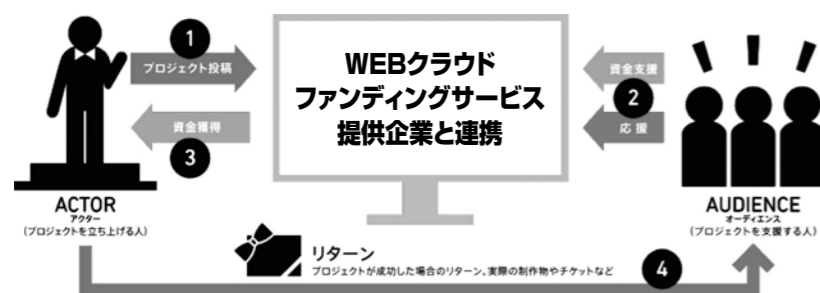 1
プロジェクト投稿
資金獲得
3
WEBクラウド
ファンディングサービス
提供企業と連携
資金支援
2
応援
ACTOR
アクター
(プロジェクトを立ち上げる人)
AUDIENCE
オーディエンス
(プロジェクトを支援する人)
リターン
プロジェクトが成功した場合のリターン、実際の制作物やチケットなど
4